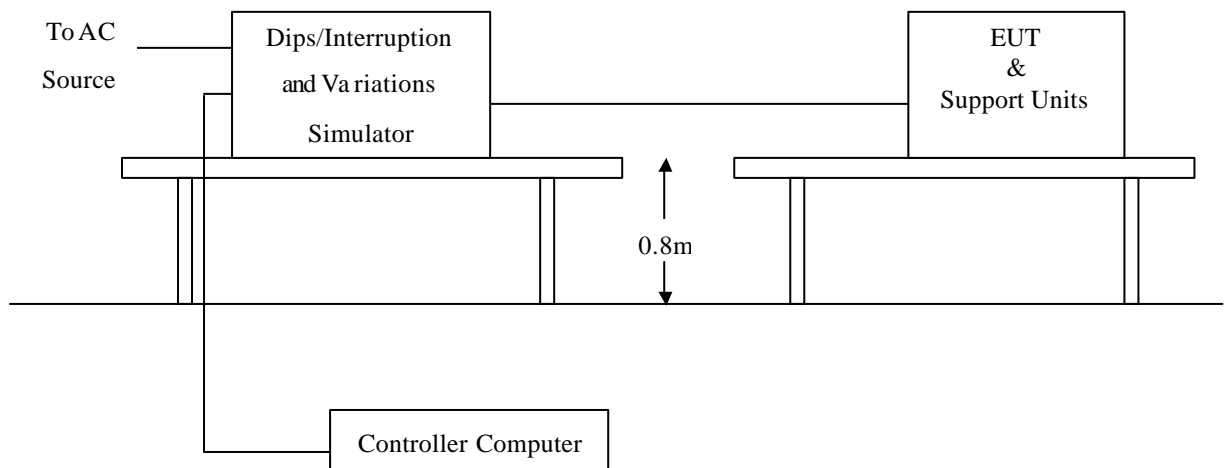 To AC
Source
Dips/Interruption
and Variations
Simulator
EUT
&
Support Units
0.8m
Controller Computer